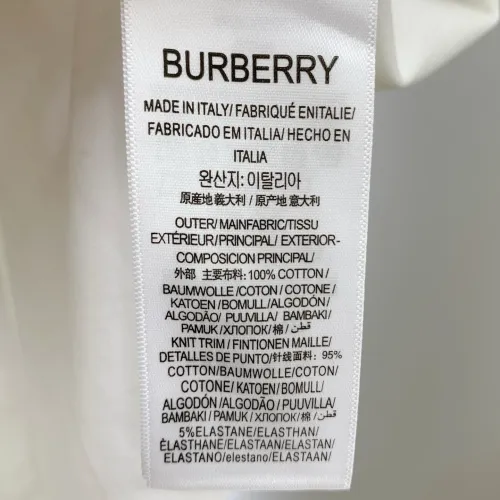 BURBERRY
MADE IN ITALY/ FABRIQUÉ ENITALIE/
FABRICADO EM ITALIA/ HECHO EN
ITALIA
완산지: 이탈리아
原産地 義大利 / 原产地 意大利
OUTER/ MAINFABRIC/TISSU
EXTÉRIEUR/PRINCIPAL/ EXTERIOR-
COMPOSICION PRINCIPAL/
外部 主要布料: 100% COTTON/
BAUMWOLLE /COTON / COTONE /
KATOEN / BOMULL/ ALGODÓN/
ALGODÃO/ PUUVILLA/ BAMBAKI/
PAMUK / ХЛОПОК/ 棉 / قطن/
KNIT TRIM / FINTIONEN MAILLE/
DETALLES DE PUNTO/ 针线面料: 95%
COTTON/BAUMWOLLE/COTON/
COTONE/ KATOEN/ BOMULL/
ALGODÓN/ ALGODÃO / PUUVILLA/
BAMBAKI / PAMUK / ХЛОПОК/ 棉/ قطن/
5%ELASTANE/ELASTHAN/
ÈLASTHANE/ELASTAAN/ELASTAN/
ELASTANO/elestano/ELASTAAN/